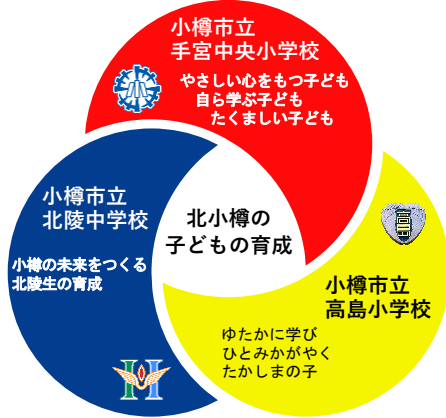 小樽市立
手宮中央小学校
やさしい心をもつ子ども
自ら学ぶ子ども
たくましい子ども
小樽市立
北陵中学校
小樽の未来をつくる
北陵生の育成
北小樽の
子どもの育成
小樽市立
高島小学校
ゆたかに学び
ひとみかがやく
たかしまの子